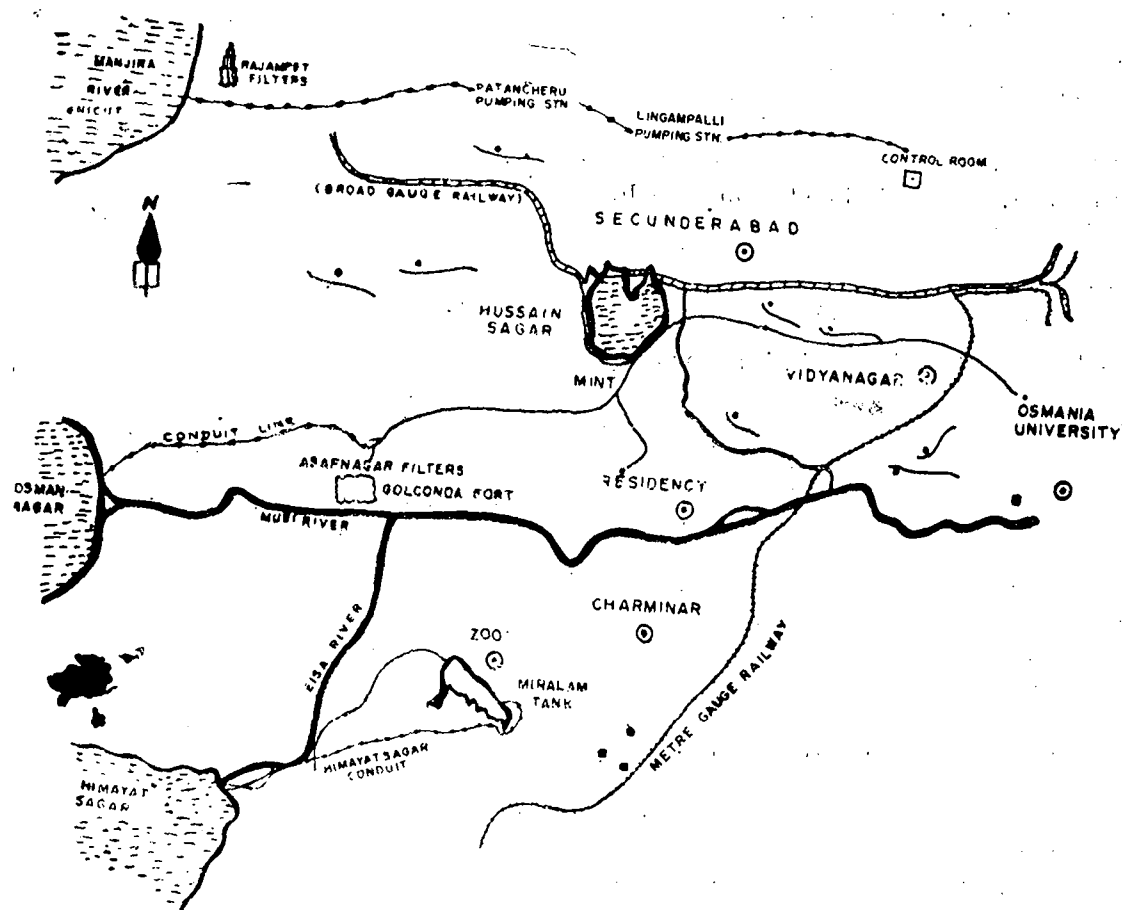 MANJIRA
RIVER
ANICUT
RAJAMPET
FILTERS
PATANCHERU
PUMPING STN
LINGAMPALLI
PUMPING STN.
CONTROL ROOM
(BROAD GAUGE RAILWAY)
N
SECUNDERABAD
HUSSAIN
SAGAR
MINT
VIDYANAGAR
OSMANIA
UNIVERSITY
CONDUIT LINE
ASAFNAGAR FILTERS
GOLCONDA FORT
OSMAN
SAGAR
MUSI RIVER
RESIDENCY
CHARMINAR
ZOO
EISA RIVER
MIRALAM
TANK
METRE GAUGE RAILWAY
HIMAYATSAGAR
CONDUIT
HIMAYAT
SAGAR